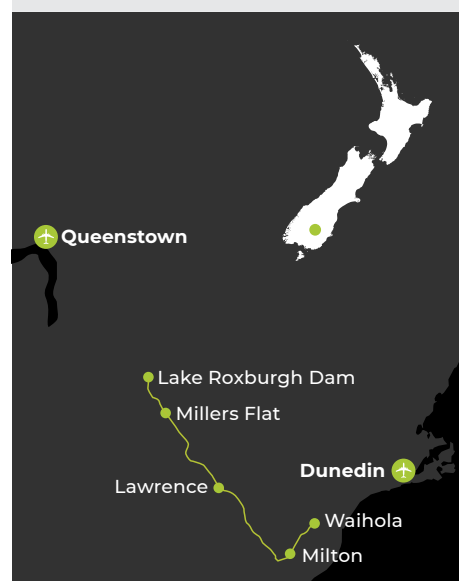 Queenstown
Lake Roxburgh Dam
Millers Flat
Dunedin
Lawrence
Waihola
Milton